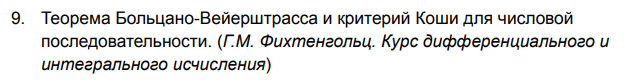 9. Теорема Больцано-Вейерштрасса и критерий Коши для числовой
последовательности. (Г.М. Фихтенгольц. Курс дифференциального и
интегрального исчисления)